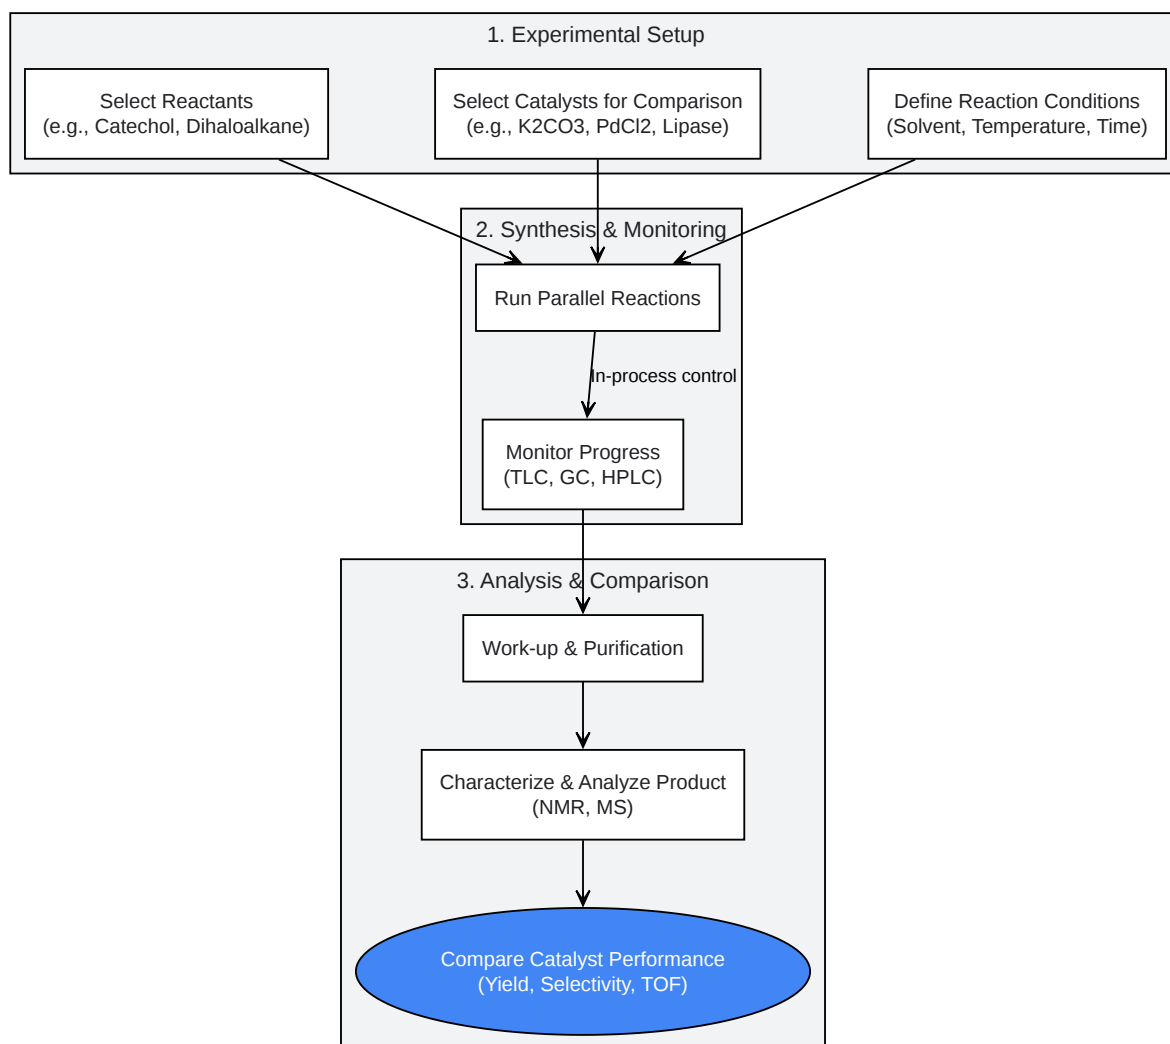 1. Experimental Setup
Select Reactants
(e.g., Catechol, Dihaloalkane)
Select Catalysts for Comparison
(e.g., K2CO3, PdCl2, Lipase)
Define Reaction Conditions
(Solvent, Temperature, Time)
2. Synthesis & Monitoring
Run Parallel Reactions
In-process control
Monitor Progress
(TLC, GC, HPLC)
3. Analysis & Comparison
Work-up & Purification
Characterize & Analyze Product
(NMR, MS)
Compare Catalyst Performance
(Yield, Selectivity, TOF)